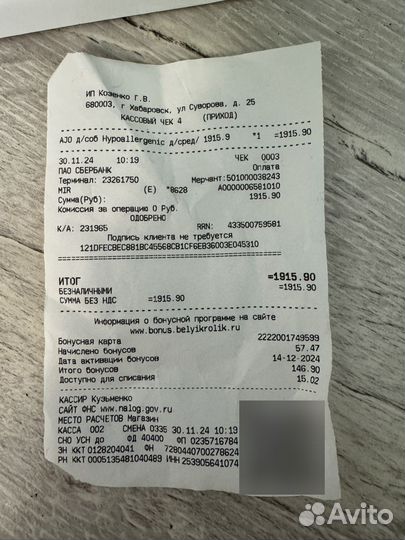 ИП Козенко Г.В.
680003, г Хабаровск, ул Суворова, д. 25
КАССОВЫЙ ЧЕК 4 (ПРИХОД)
AJO д/соб Hypoallergenic д/сред/ 1915.9 *1 =1915.90
30.11.24 10:19 ЧЕК 0003
ПАО СБЕРБАНК Оплата
Терминал: 23261750 Мерчант:501000038243
MIR (E) *8628 A0000006581010
Сумма(Руб): 1915.90
Комиссия за операцию 0 Руб.
ОДОБРЕНО
К/А: 231965 RRN: 433500759581
Подпись клиента не требуется
121DFECBEC881BC45568CB1CF6EB36003E045310
ИТОГ =1915.90
БЕЗНАЛИЧНЫМИ =1915.90
СУММА БЕЗ НДС =1915.90
Информация о бонусной программе на сайте
www.bonus.belyikrolik.ru
Бонусная карта 2222001749599
Начислено бонусов 57.47
Дата активации бонусов 14-12-2024
Итого бонусов 146.90
Доступно для списания 15.02
КАССИР Кузьменко
САЙТ ФНС www.nalog.gov.ru
МЕСТО РАСЧЕТОВ Магазин
КАССА 002 СМЕНА 0335 30.11.24 10:19
СНО УСН до ФД 40400 ФП 0235716784
ЗН ККТ 0128204041 ФН 7280440700278624
РН ККТ 0005135481040489 ИНН 253905641074
Avito